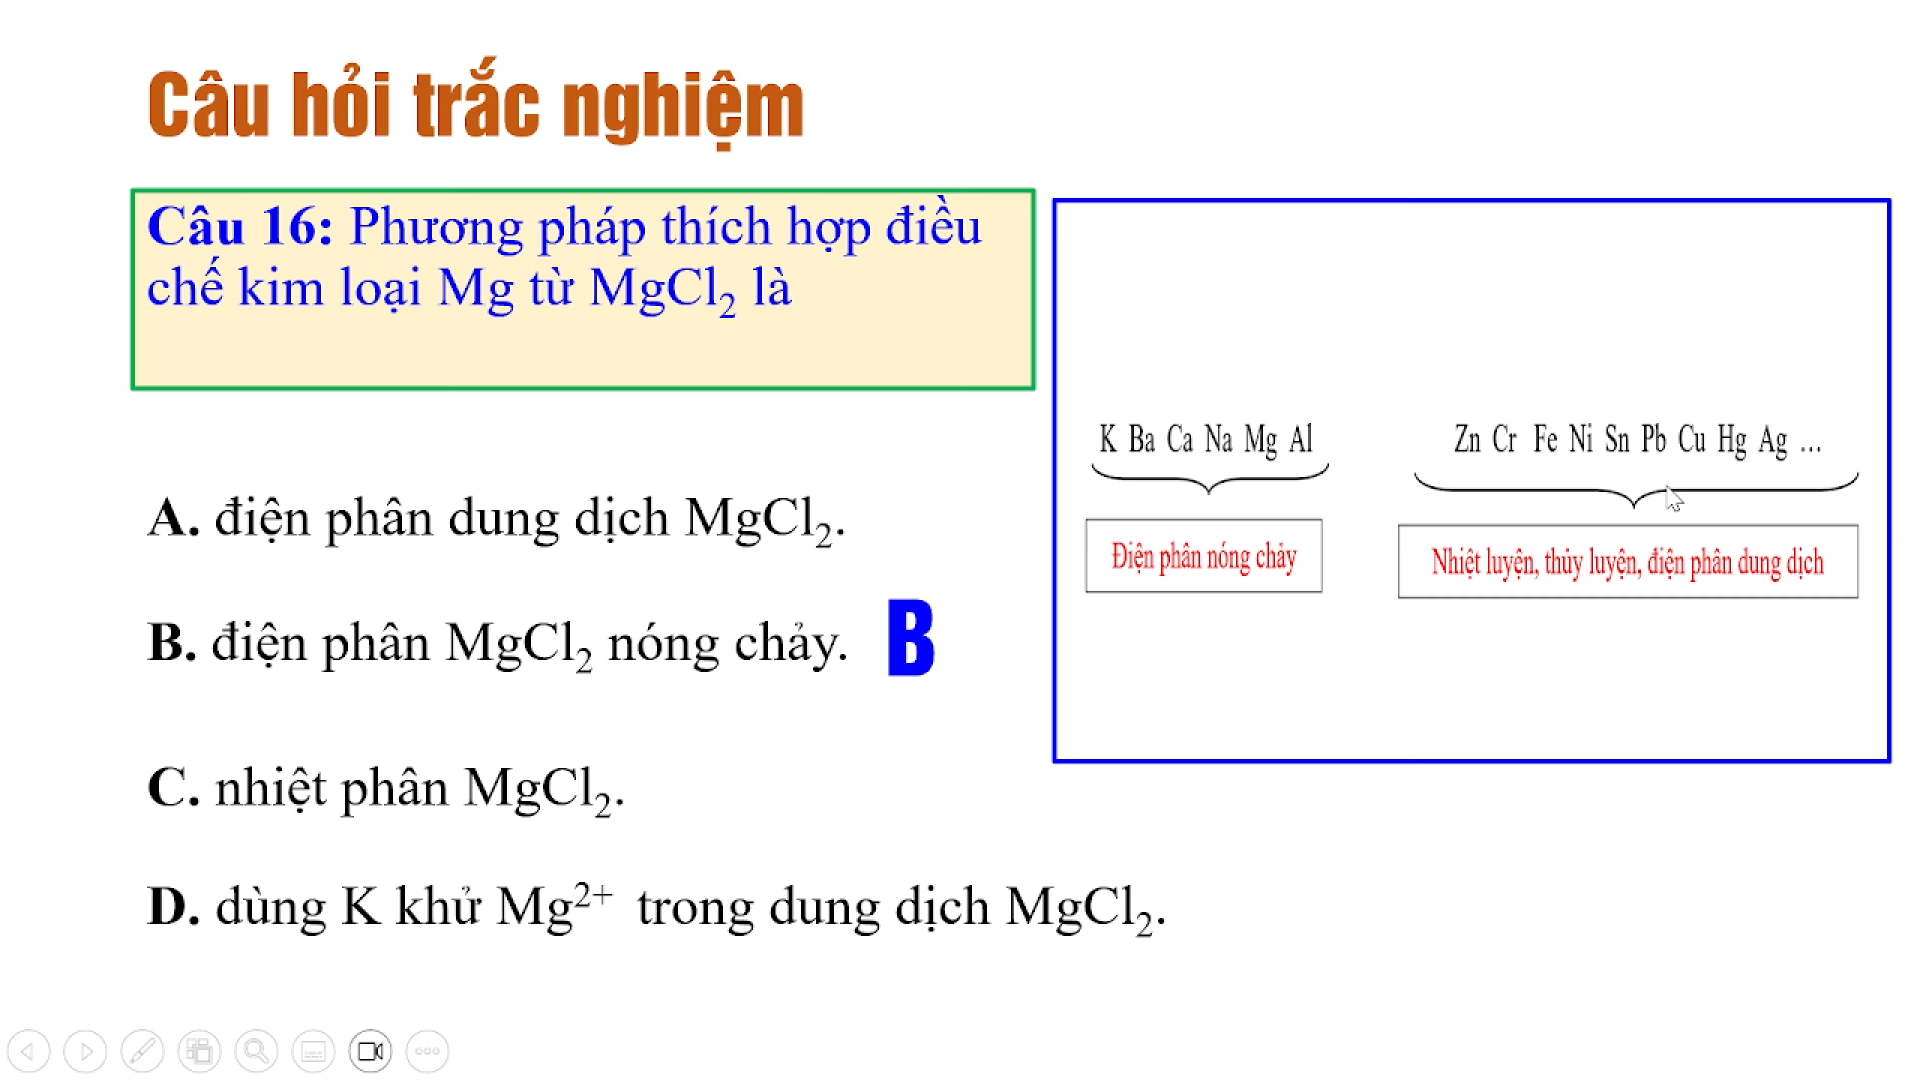 Câu hỏi trắc nghiệm
Câu 16: Phương pháp thích hợp điều
chế kim loại Mg từ MgCl₂ là
K Ba Ca Na Mg Al
Zn Cr Fe Ni Sn Pb Cu Hg Ag ...
Điện phân nóng chảy
Nhiệt luyện, thủy luyện, điện phân dung dịch
A. điện phân dung dịch MgCl₂.
B. điện phân MgCl₂ nóng chảy.
B
C. nhiệt phân MgCl₂.
D. dùng K khử Mg²⁺ trong dung dịch MgCl₂.